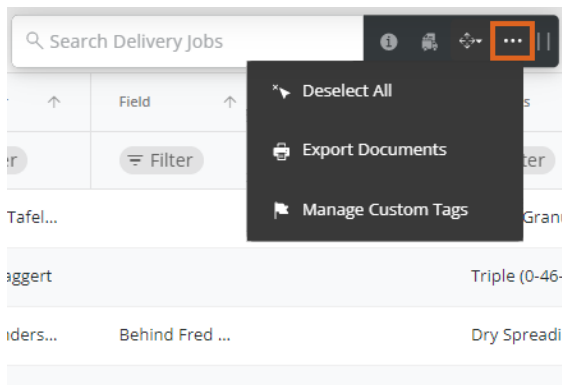 Search Delivery Jobs
Deselect All
Field
Export Documents
Filter
Manage Custom Tags
Tafel...
aggert
Triple (0-46-
nders...
Behind Fred ...
Dry Spreadi